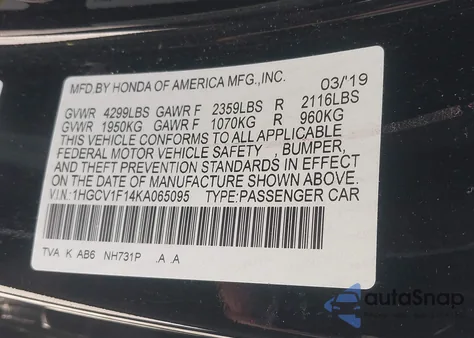 MFD.BY HONDA OF AMERICA MFG.,INC. 03/'19
GVWR 4299LBS GAWR F 2359LBS R 2116LBS
GVWR 1950KG GAWR F 1070KG R 960KG
THIS VEHICLE CONFORMS TO ALL APPLICABLE
FEDERAL MOTOR VEHICLE SAFETY BUMPER,
AND THEFT PREVENTION STANDARDS IN EFFECT
ON THE DATE OF MANUFACTURE SHOWN ABOVE.
V.I.N.:1HGCV1F14KA065095 TYPE:PASSENGER CAR
TVA K AB6 NH731P .A .A
autoSnap